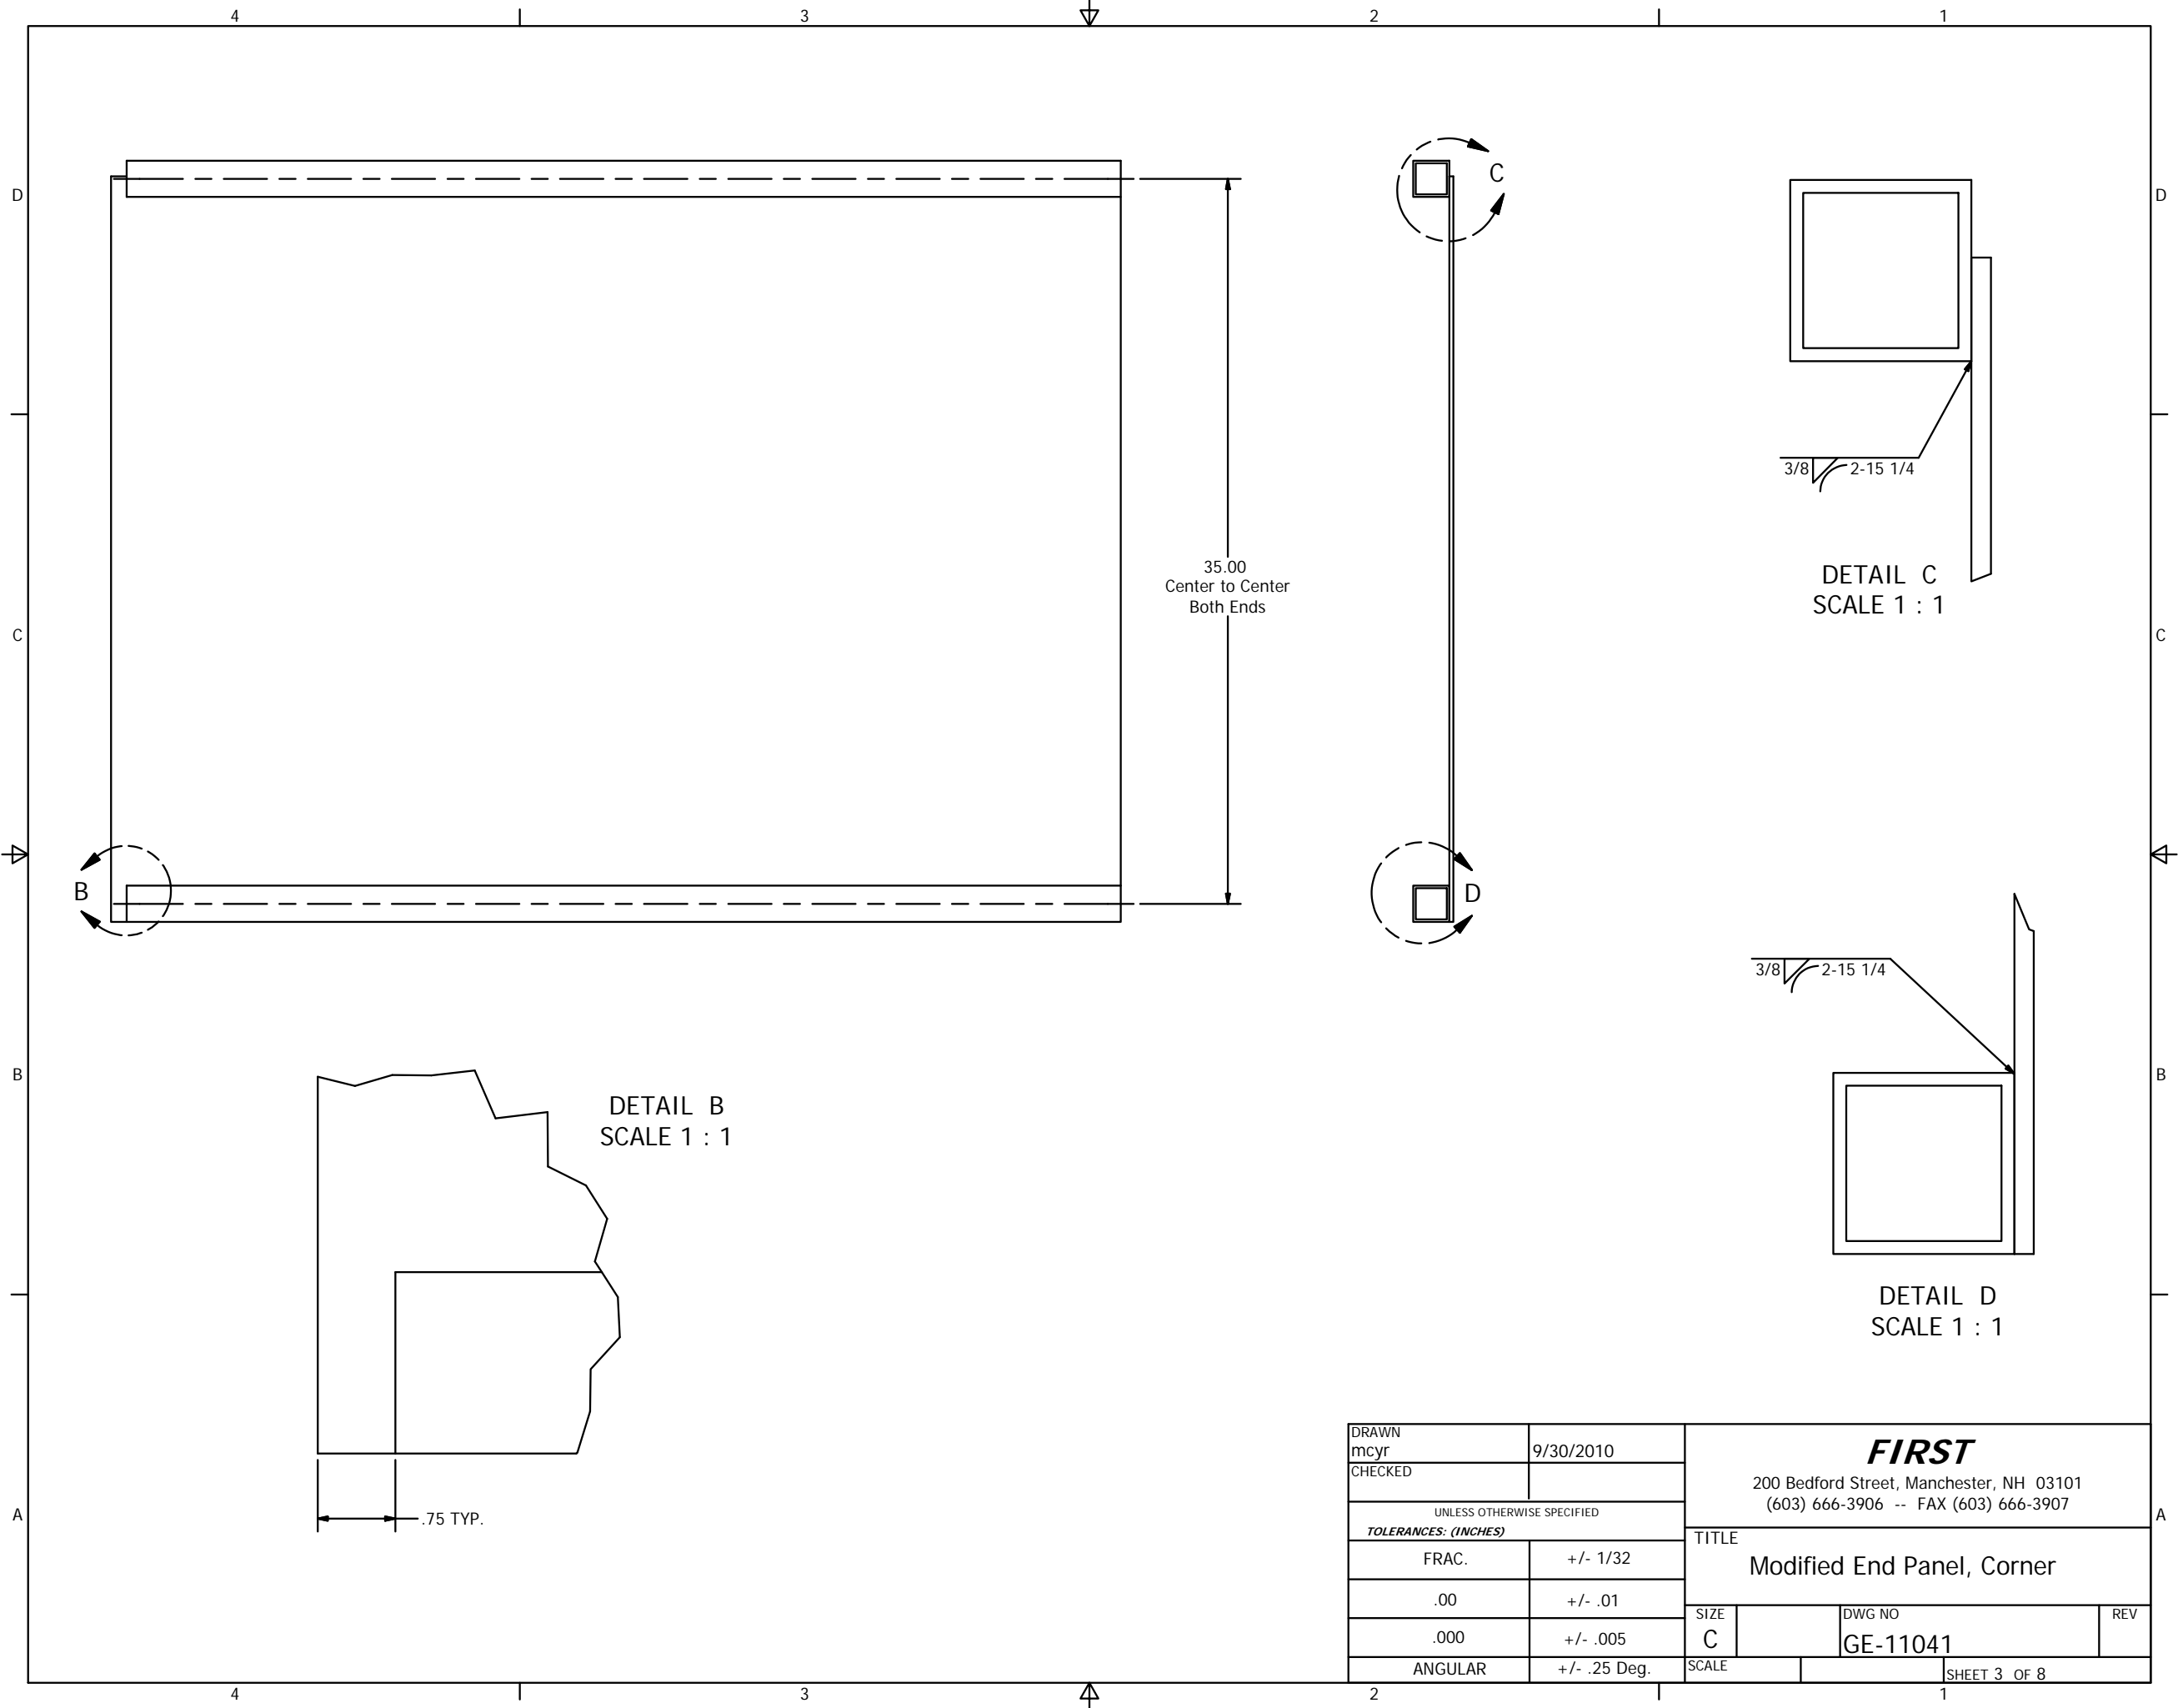 4 3 2 1
D D
C C
B B
A A
C
35.00
Center to Center
Both Ends
3/8 2-15 1/4
DETAIL C
SCALE 1 : 1
B
D
3/8 2-15 1/4
DETAIL B
SCALE 1 : 1
.75 TYP.
DETAIL D
SCALE 1 : 1
DRAWN
mcyr 9/30/2010
CHECKED
UNLESS OTHERWISE SPECIFIED
TOLERANCES: (INCHES)
FRAC. +/- 1/32
.00 +/- .01
.000 +/- .005
ANGULAR +/- .25 Deg.
FIRST
200 Bedford Street, Manchester, NH 03101
(603) 666-3906 -- FAX (603) 666-3907
TITLE
Modified End Panel, Corner
SIZE
C
DWG NO
GE-11041
REV
SCALE
SHEET 3 OF 8
4 3 2 1